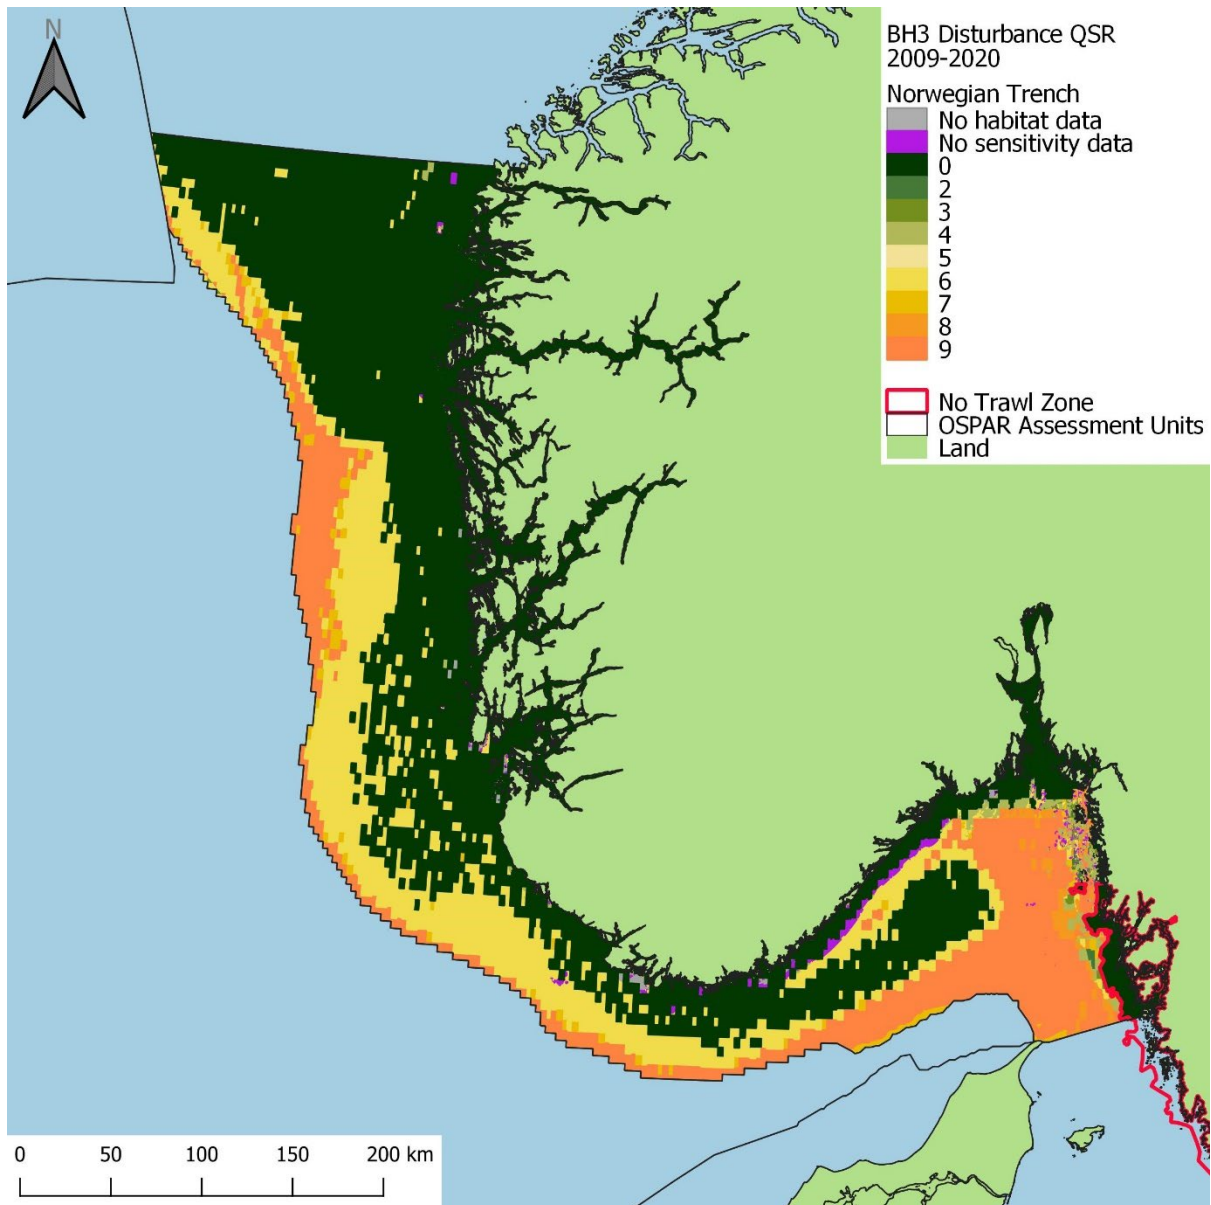 N
BH3 Disturbance QSR
2009-2020
Norwegian Trench
No habitat data
No sensitivity data
0
2
3
4
5
6
7
8
9
No Trawl Zone
OSPAR Assessment Units
Land
0 50 100 150 200 km